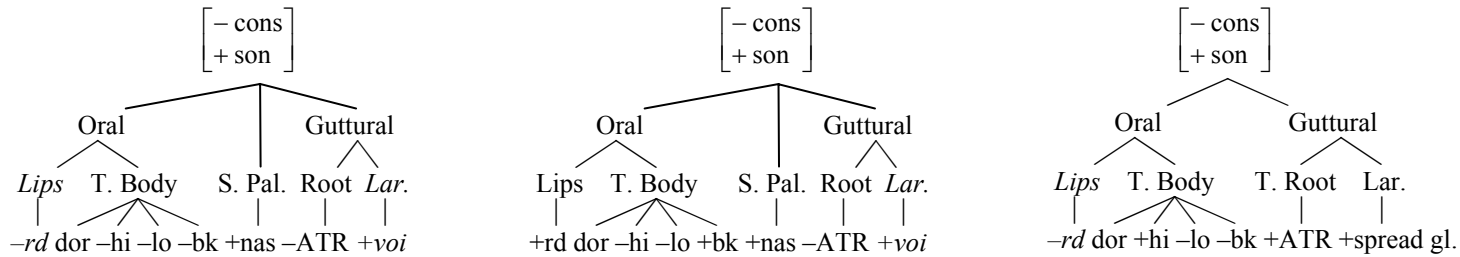 – cons – cons – cons
+ son + son + son
Oral Guttural Oral Guttural Oral Guttural
Lips T. Body S. Pal. Root Lar. Lips T. Body S. Pal. Root Lar. Lips T. Body T. Root Lar.
–rd dor –hi –lo –bk +nas –ATR +voi +rd dor –hi –lo +bk +nas –ATR +voi –rd dor +hi –lo –bk +ATR +spread gl.